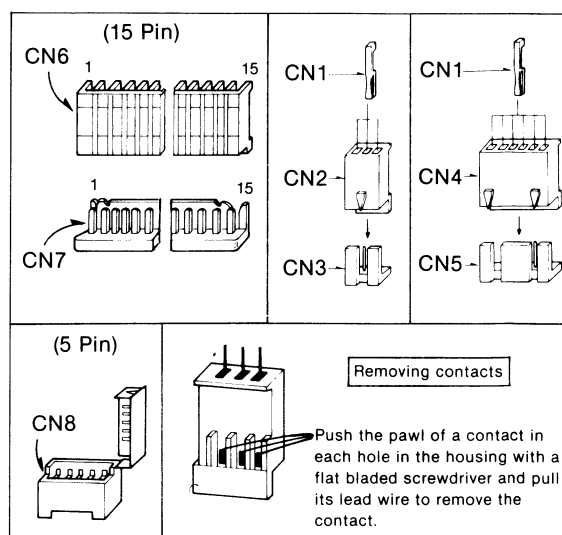 (15 Pin)
CN6
1
15
1
15
CN7
CN1
CN2
CN3
CN1
CN4
CN5
(5 Pin)
CN8
Removing contacts
Push the pawl of a contact in
each hole in the housing with a
flat bladed screwdriver and pull
its lead wire to remove the
contact.